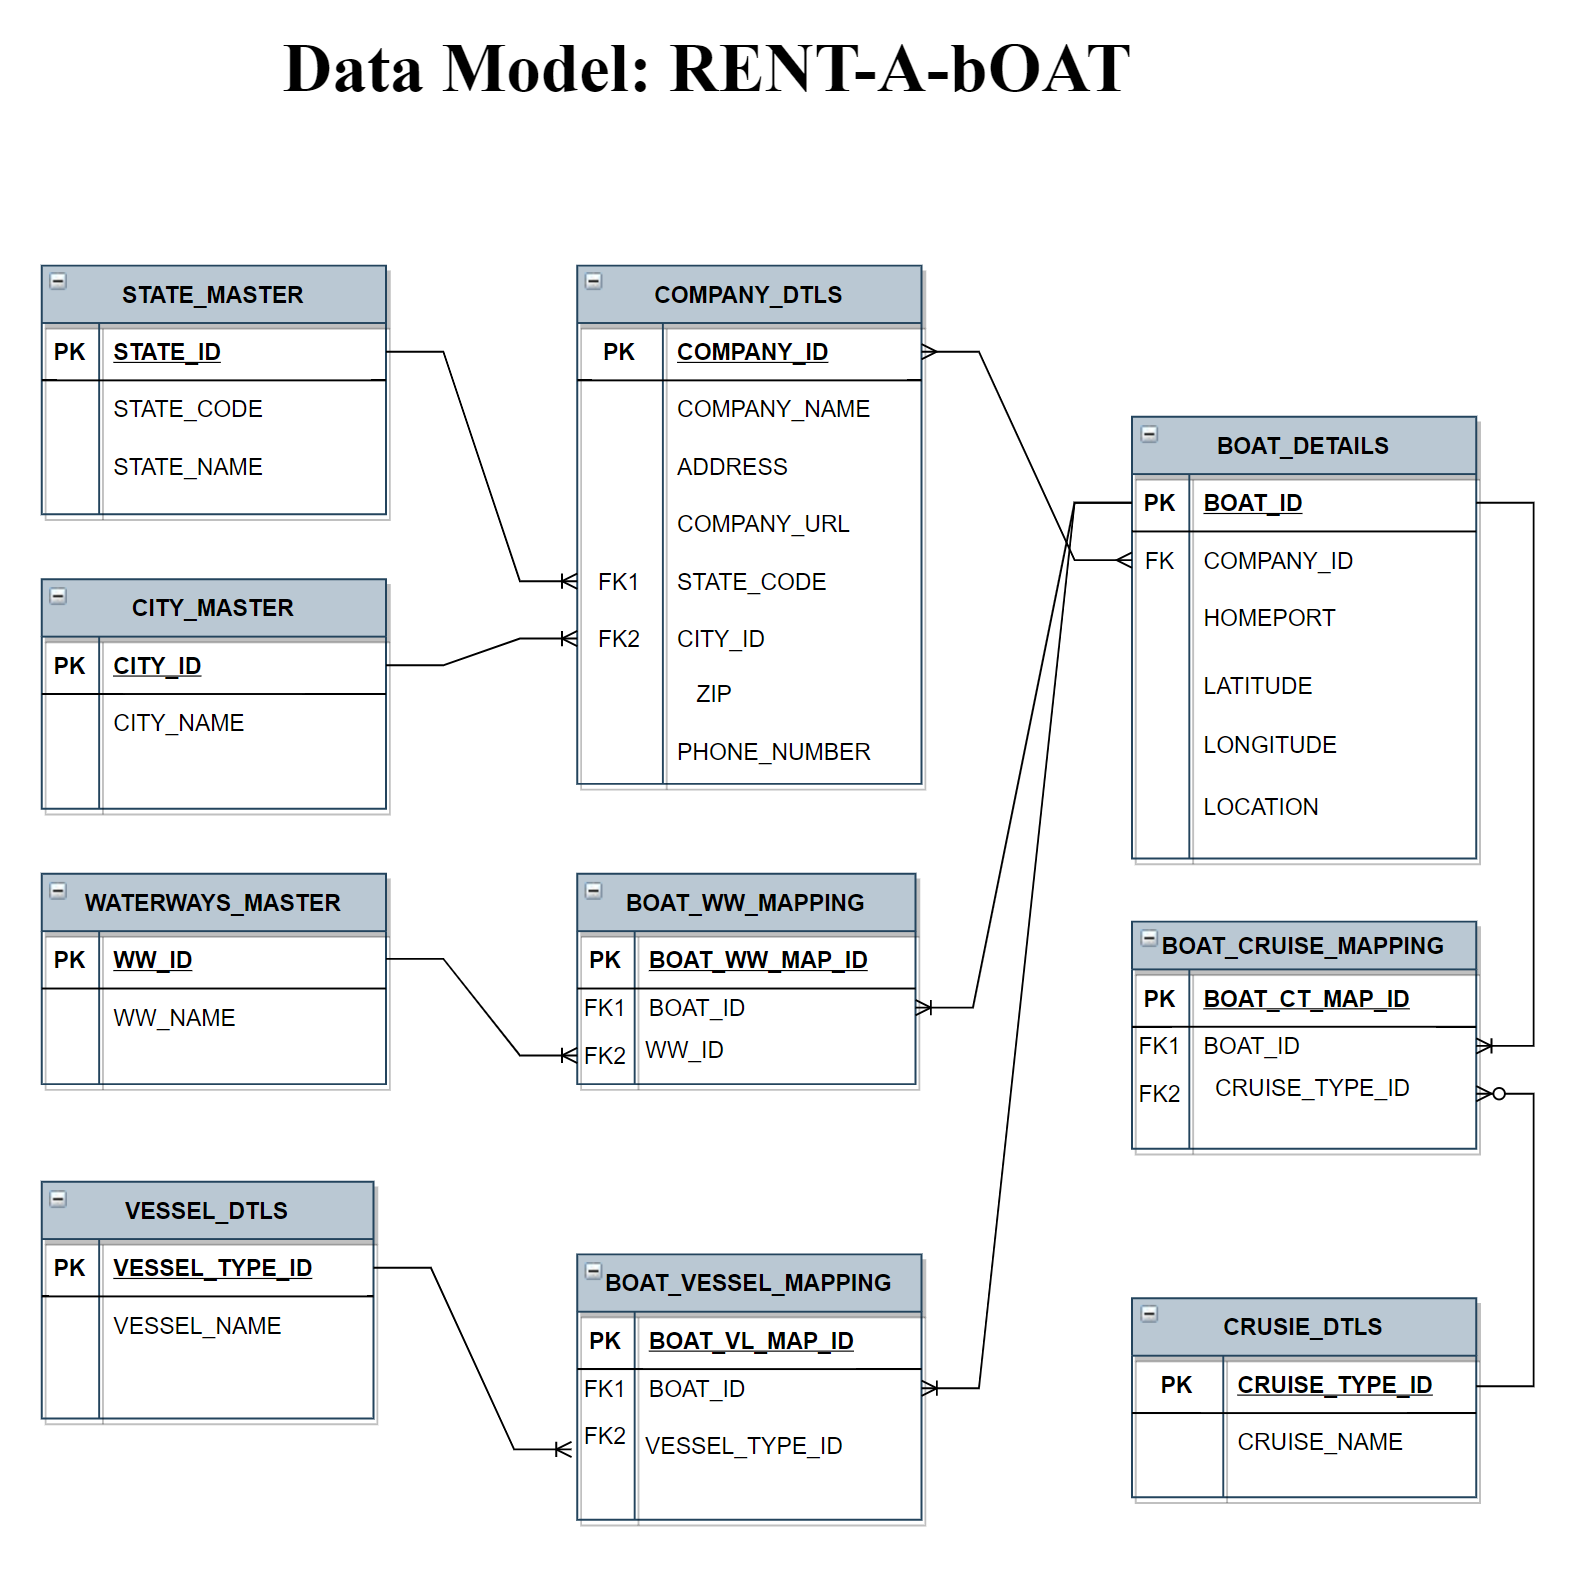 Data Model: RENT-A-bOAT
STATE_MASTER
PK STATE_ID
STATE_CODE
STATE_NAME
COMPANY_DTLS
PK COMPANY_ID
COMPANY_NAME
ADDRESS
COMPANY_URL
FK1 STATE_CODE
FK2 CITY_ID
ZIP
PHONE_NUMBER
BOAT_DETAILS
PK BOAT_ID
FK COMPANY_ID
HOMEPORT
LATITUDE
LONGITUDE
LOCATION
CITY_MASTER
PK CITY_ID
CITY_NAME
WATERWAYS_MASTER
PK WW_ID
WW_NAME
BOAT_WW_MAPPING
PK BOAT_WW_MAP_ID
FK1 BOAT_ID
FK2 WW_ID
BOAT_CRUISE_MAPPING
PK BOAT_CT_MAP_ID
FK1 BOAT_ID
FK2 CRUISE_TYPE_ID
VESSEL_DTLS
PK VESSEL_TYPE_ID
VESSEL_NAME
BOAT_VESSEL_MAPPING
PK BOAT_VL_MAP_ID
FK1 BOAT_ID
FK2 VESSEL_TYPE_ID
CRUSIE_DTLS
PK CRUISE_TYPE_ID
CRUISE_NAME